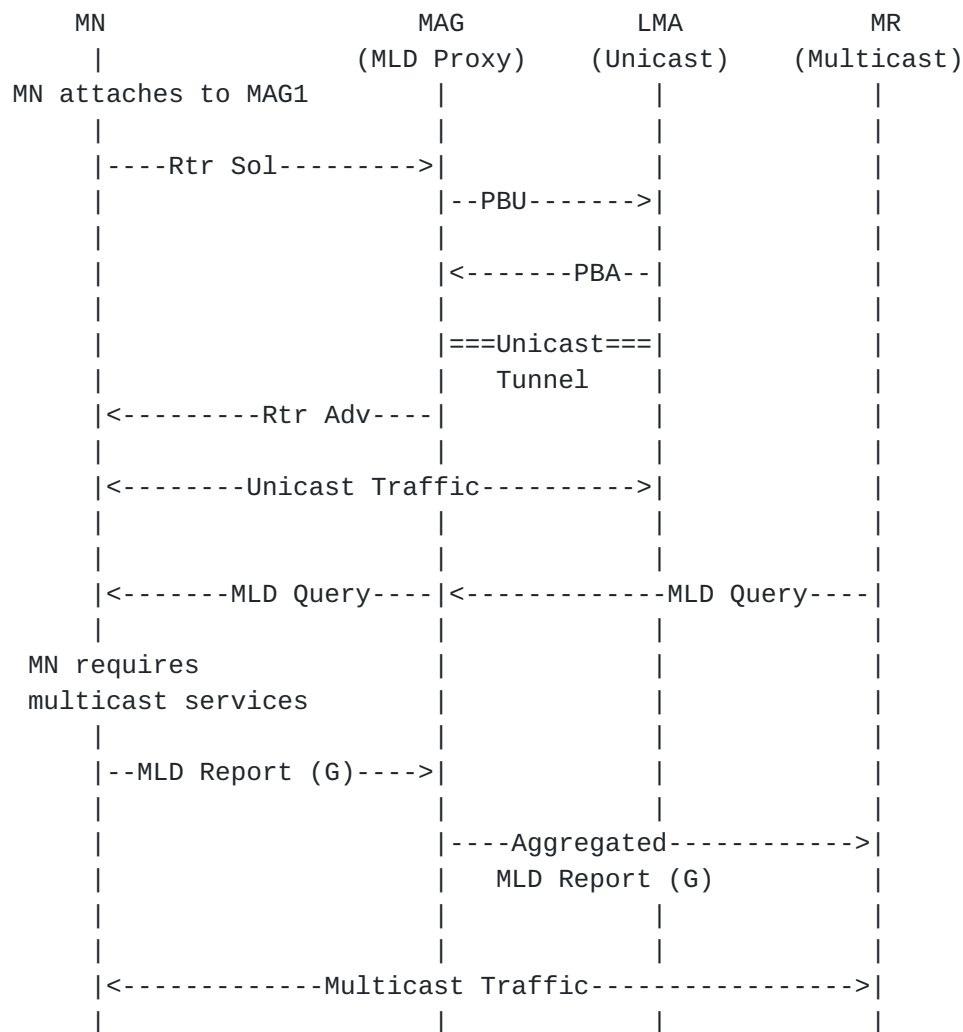 MN MAG LMA MR
(MLD Proxy) (Unicast) (Multicast)
MN attaches to MAG1
Rtr Sol
PBU
PBA
Unicast
Tunnel
Rtr Adv
Unicast Traffic
MLD Query MLD Query
MN requires
multicast services
MLD Report (G)
Aggregated
MLD Report (G)
Multicast Traffic